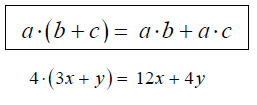 a·(b + c) = a·b + a·c
4·(3x + y) = 12x + 4y